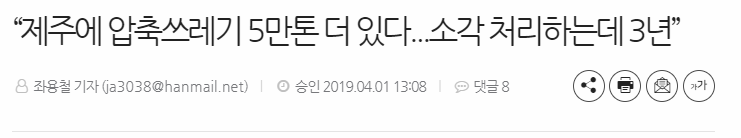 “제주에 압축쓰레기 5만톤 더 있다...소각 처리하는데 3년”
좌용철 기자 (ja3038@hanmail.net) 승인 2019.04.01 13:08 댓글 8 가가